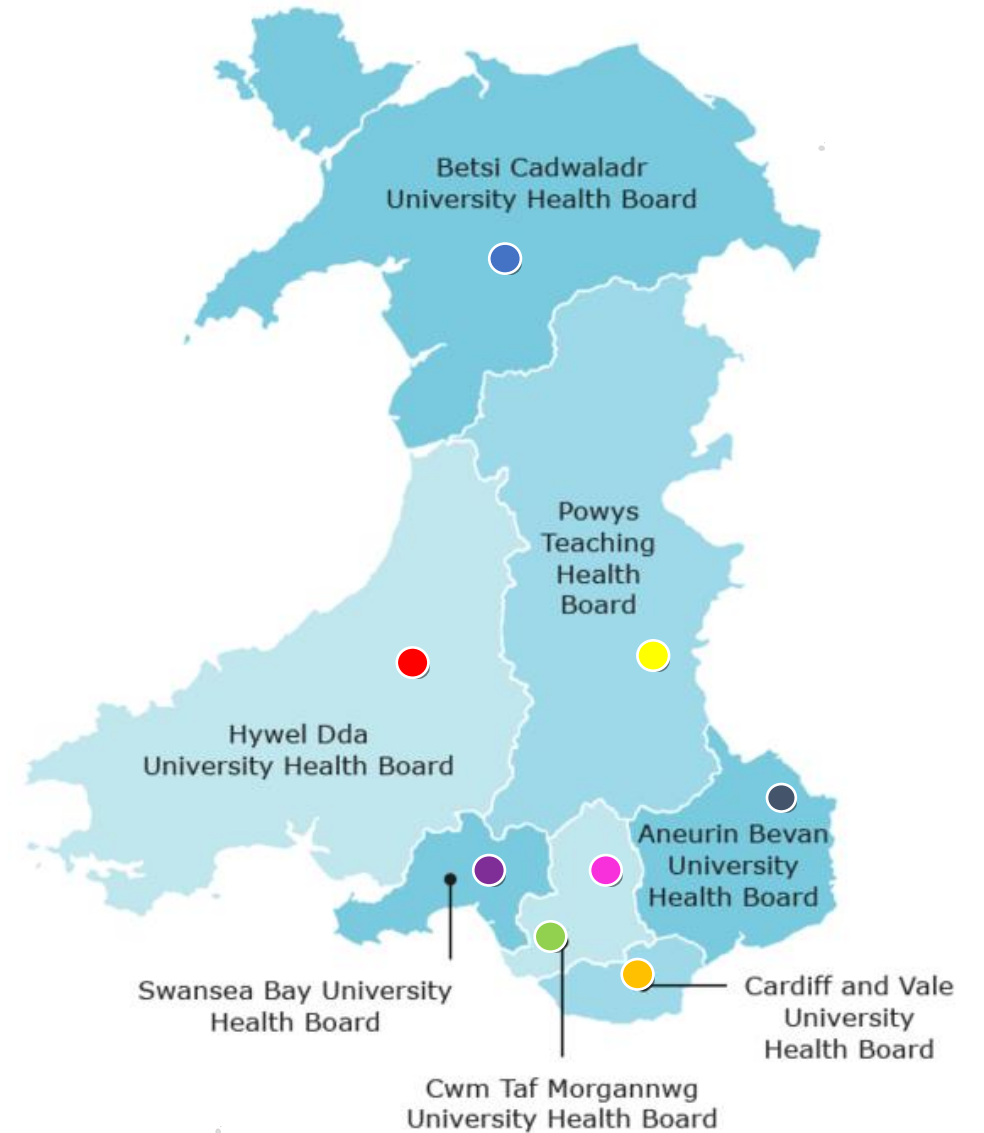 Betsi Cadwaladr
University Health Board
Powys
Teaching
Health
Board
Hywel Dda
University Health Board
Aneurin Bevan
University
Health Board
Swansea Bay University
Health Board
Cardiff and Vale
University
Health Board
Cwm Taf Morgannwg
University Health Board